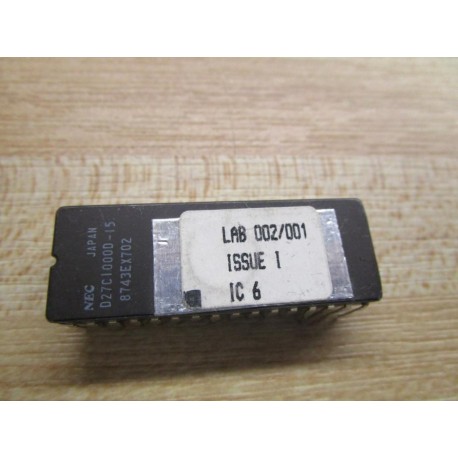 NEC JAPAN
D27C1000D-15
8743EX702
LAB 002/001
ISSUE 1
IC 6